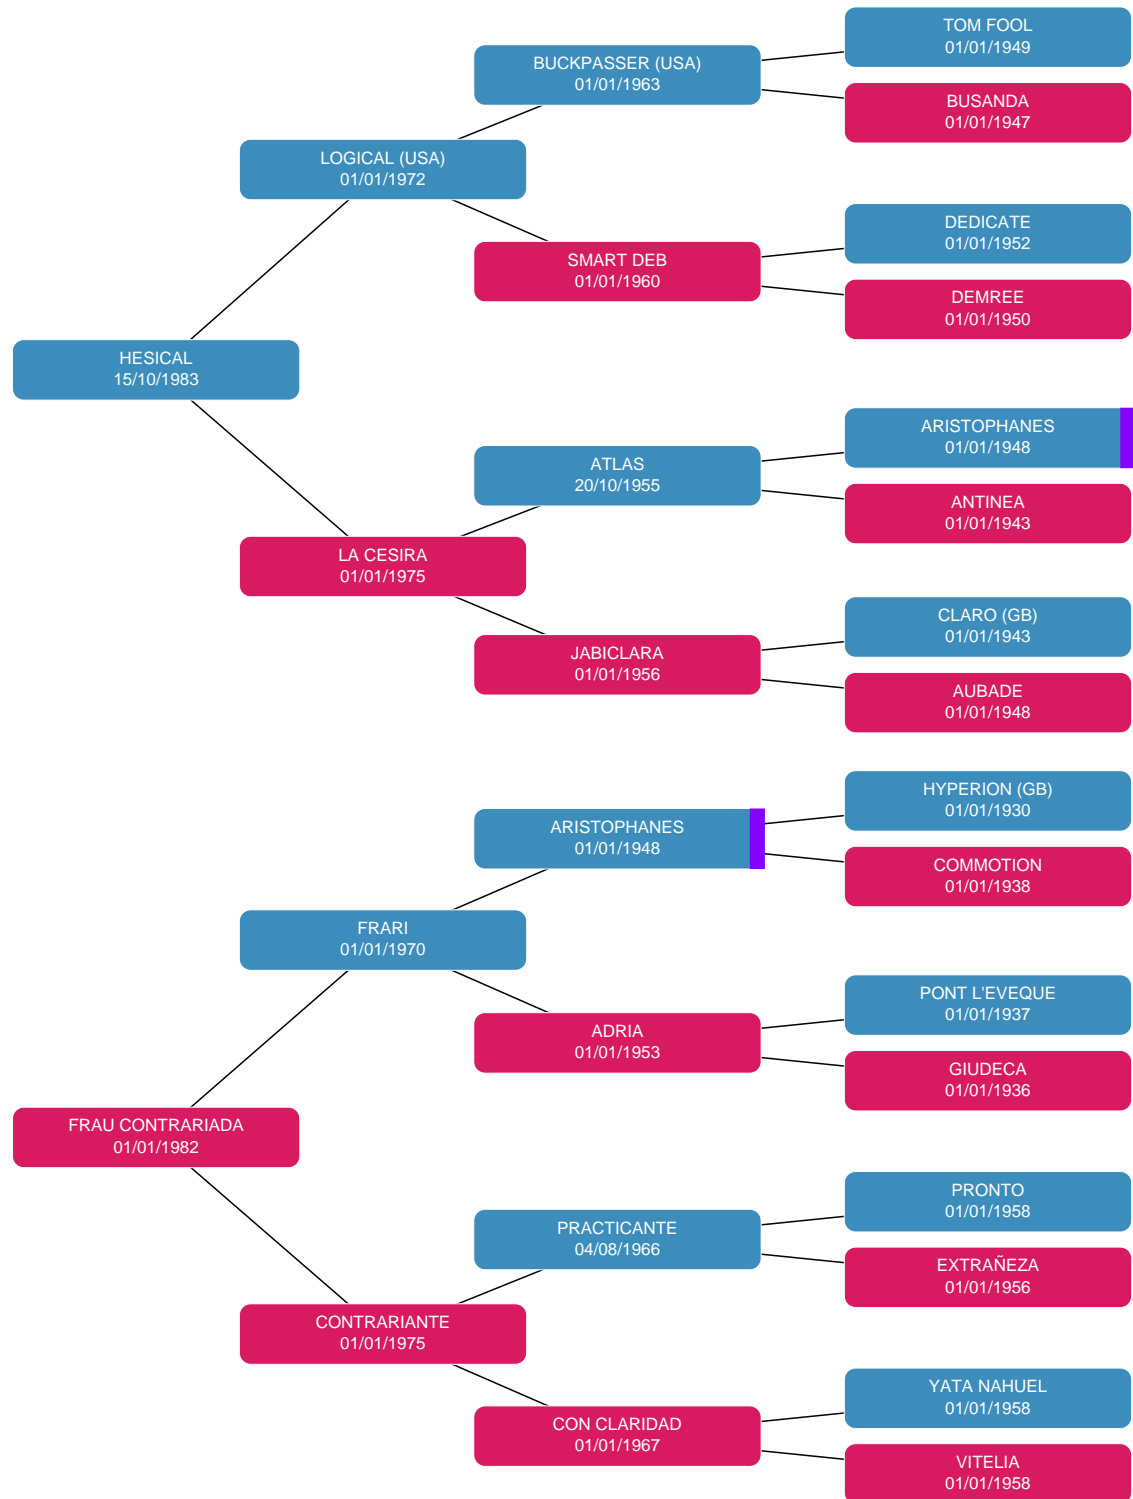 TOM FOOL
01/01/1949
BUCKPASSER (USA)
01/01/1963
BUSANDA
01/01/1947
LOGICAL (USA)
01/01/1972
DEDICATE
01/01/1952
SMART DEB
01/01/1960
DEMREE
01/01/1950
HESICAL
15/10/1983
ARISTOPHANES
01/01/1948
ATLAS
20/10/1955
ANTINEA
01/01/1943
LA CESIRA
01/01/1975
CLARO (GB)
01/01/1943
JABICLARA
01/01/1956
AUBADE
01/01/1948
HYPERION (GB)
01/01/1930
ARISTOPHANES
01/01/1948
COMMOTION
01/01/1938
FRARI
01/01/1970
PONT L'EVEQUE
01/01/1937
ADRIA
01/01/1953
GIUDECA
01/01/1936
FRAU CONTRARIADA
01/01/1982
PRONTO
01/01/1958
PRACTICANTE
04/08/1966
EXTRAÑEZA
01/01/1956
CONTRARIANTE
01/01/1975
YATA NAHUEL
01/01/1958
CON CLARIDAD
01/01/1967
VITELIA
01/01/1958